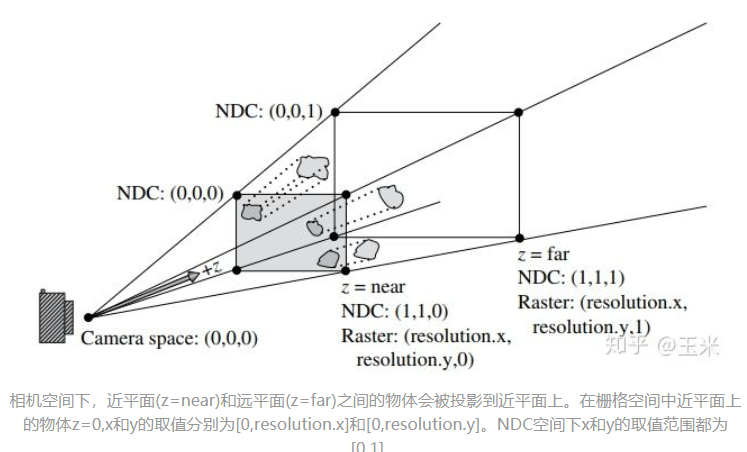 NDC: (0,0,1)
NDC: (0,0,0)
+z
z = far
NDC: (1,1,1)
Raster: (resolution.x,
resolution.y,1)
z = near
NDC: (1,1,0)
Raster: (resolution.x,
resolution.y,0)
Camera space: (0,0,0)
知乎 @玉米
相机空间下，近平面(z=near)和远平面(z=far)之间的物体会被投影到近平面上。在栅格空间中近平面上
的物体z=0,x和y的取值分别为[0,resolution.x]和[0,resolution.y]。NDC空间下x和y的取值范围都为
[0,1]